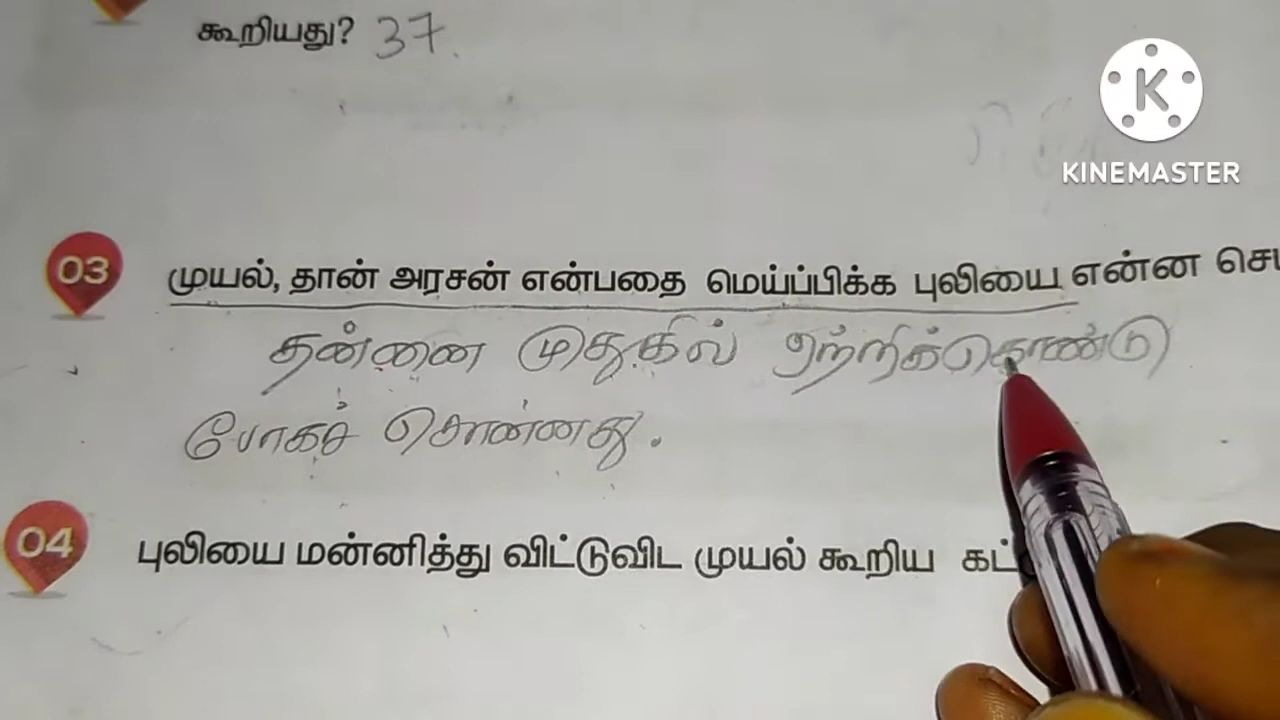 கூறியது? 37.
K
KINEMASTER
03 முயல், தான் அரசன் என்பதை மெய்ப்பிக்க புலியை என்ன
தன்னை முதுகில் ஏற்றிக்கொண்டு
போகச் சொன்னது.
04 புலியை மன்னித்து விட்டுவிட முயல் கூறிய